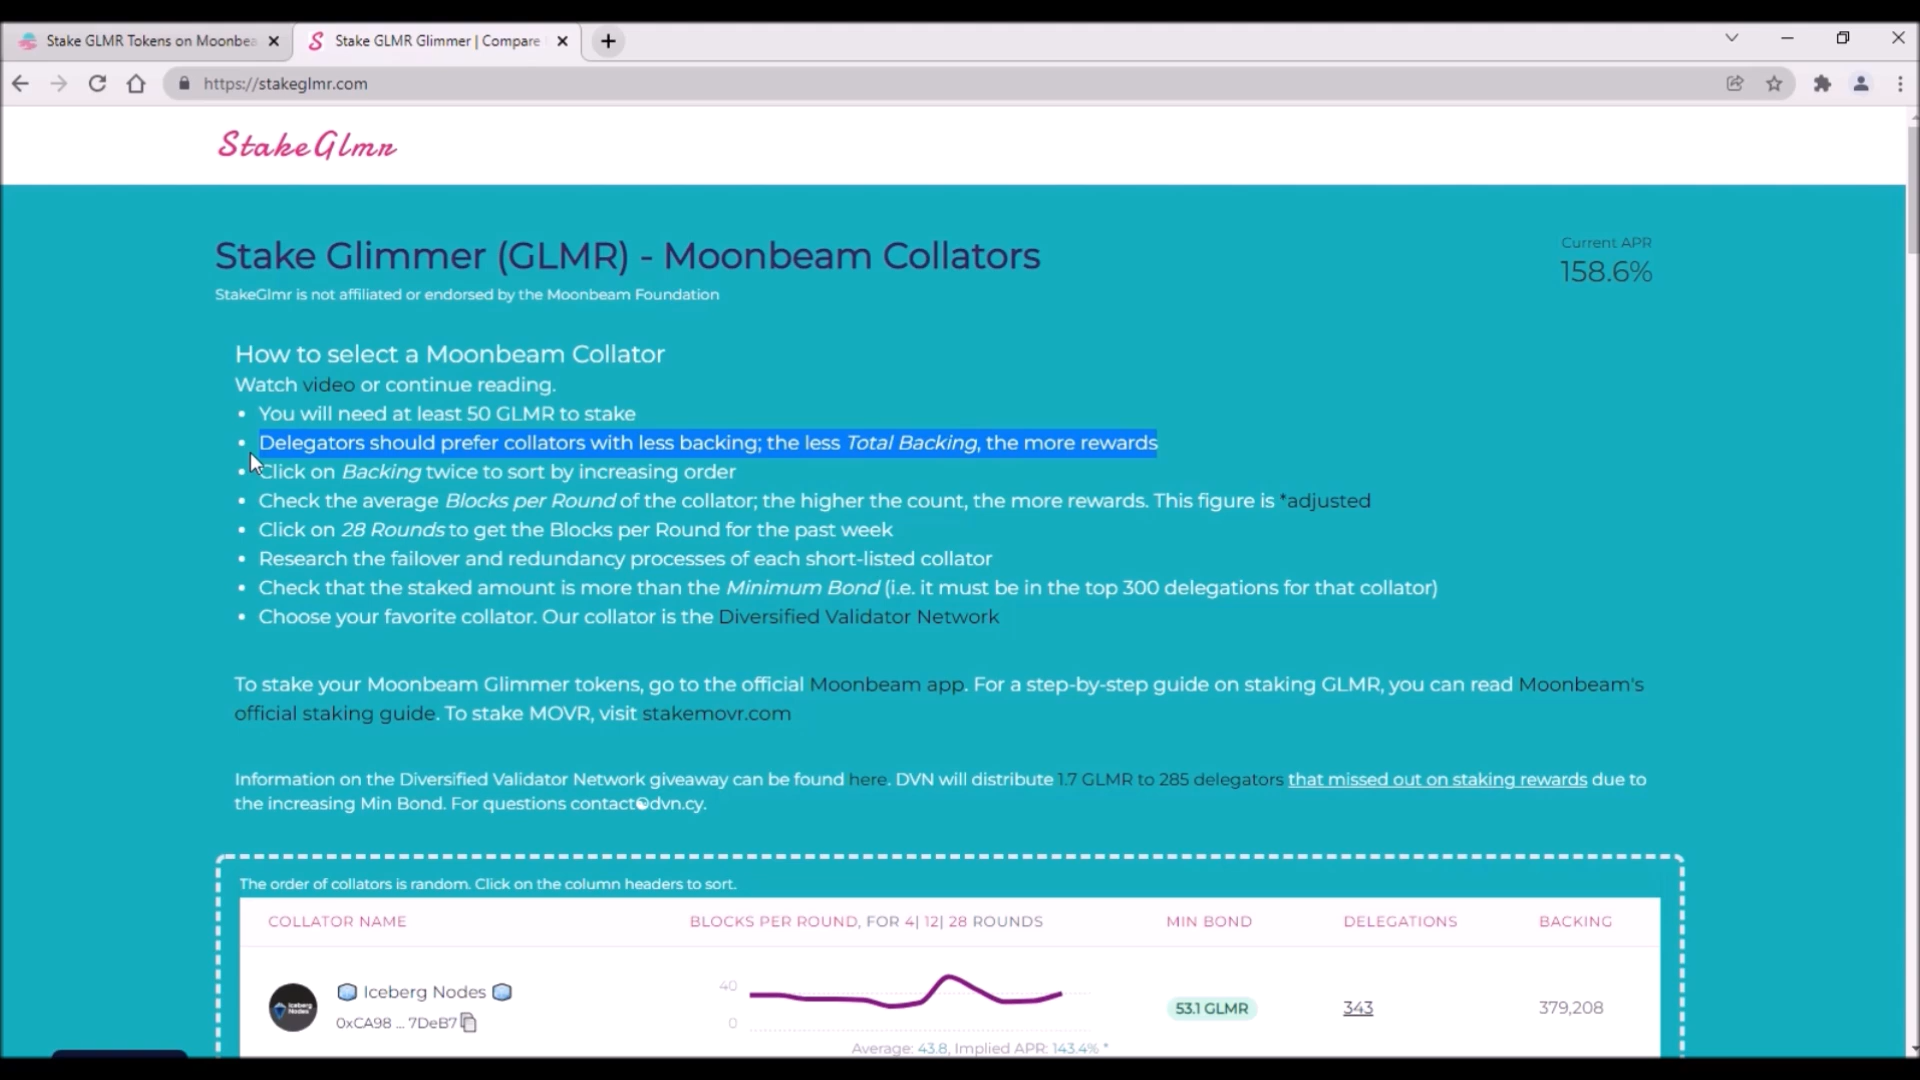 Stake GLMR Tokens on Moonbea
Stake GLMR Glimmer | Compare
https://stakeglmr.com
StakeGlmr
Stake Glimmer (GLMR) - Moonbeam Collators
Current APR
158.6%
StakeGlmr is not affiliated or endorsed by the Moonbeam Foundation
How to select a Moonbeam Collator
Watch video or continue reading.
• You will need at least 50 GLMR to stake
• Delegators should prefer collators with less backing; the less Total Backing, the more rewards
• Click on Backing twice to sort by increasing order
• Check the average Blocks per Round of the collator; the higher the count, the more rewards. This figure is *adjusted
• Click on 28 Rounds to get the Blocks per Round for the past week
• Research the failover and redundancy processes of each short-listed collator
• Check that the staked amount is more than the Minimum Bond (i.e. it must be in the top 300 delegations for that collator)
• Choose your favorite collator. Our collator is the Diversified Validator Network
To stake your Moonbeam Glimmer tokens, go to the official Moonbeam app. For a step-by-step guide on staking GLMR, you can read Moonbeam's
official staking guide. To stake MOVR, visit stakemovr.com
Information on the Diversified Validator Network giveaway can be found here. DVN will distribute 1.7 GLMR to 285 delegators that missed out on staking rewards due to
the increasing Min Bond. For questions contact☯dvn.cy.
The order of collators is random. Click on the column headers to sort.
COLLATOR NAME BLOCKS PER ROUND, FOR 4| 12| 28 ROUNDS MIN BOND DELEGATIONS BACKING
Iceberg Nodes
0xCA98 ... 7DeB7
Iceberg Nodes
40
0
53.1 GLMR
343
379,208
Average: 43.8, Implied APR: 143.4% *